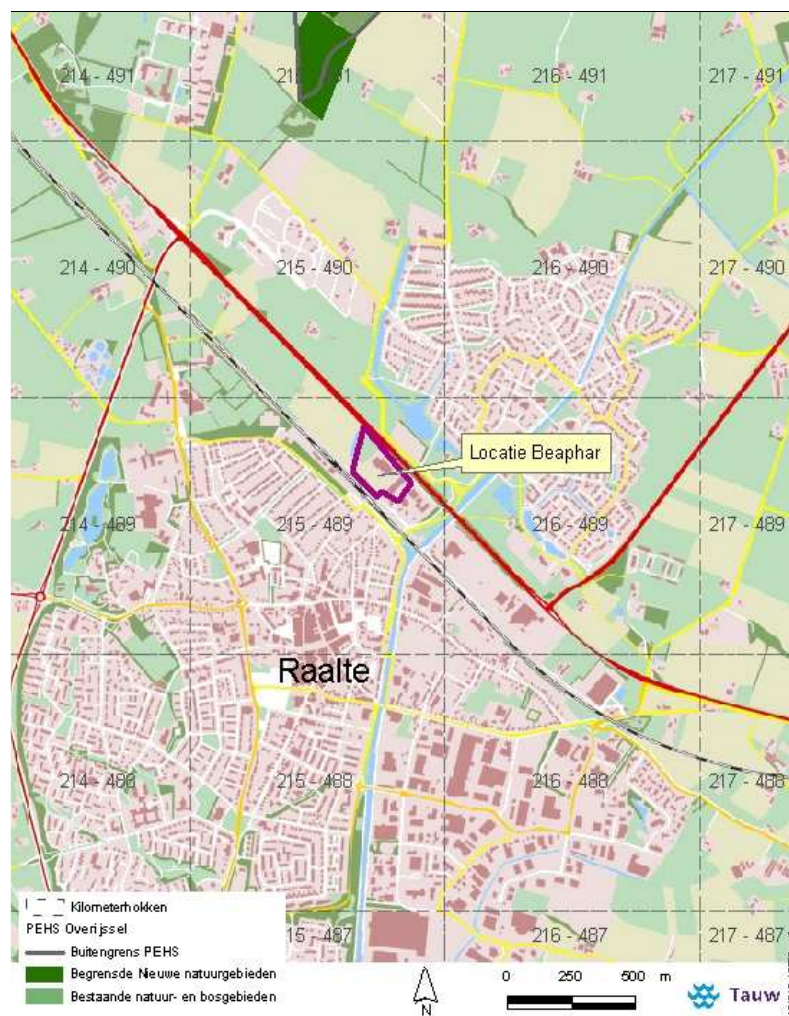 214 - 491
491
216 - 491
217 - 491
214 - 490
215 - 490
216 - 490
217 - 490
Locatie Beaphar
214 - 489
215 - 489
216 - 489
217 - 489
Raalte
214 - 488
215 - 488
216 - 488
217 - 488
Kilometerhokken
PEHS Overijssel
Buitengrens PEHS
Begrensde Nieuwe natuurgebieden
Bestaande natuur- en bosgebieden
15 - 487
216 - 487
217 - 487
N
0 250 500 m
Tauw